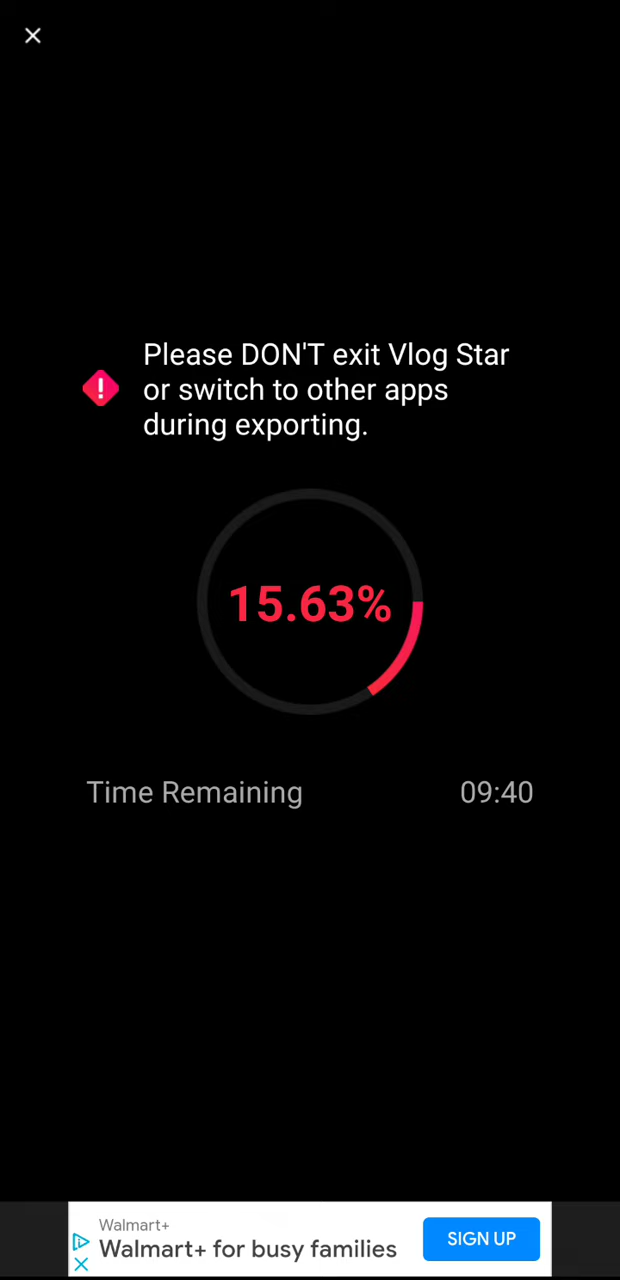 Please DON'T exit Vlog Star
or switch to other apps
during exporting.
15.63%
Time Remaining 09:40
Walmart+
Walmart+ for busy families
SIGN UP